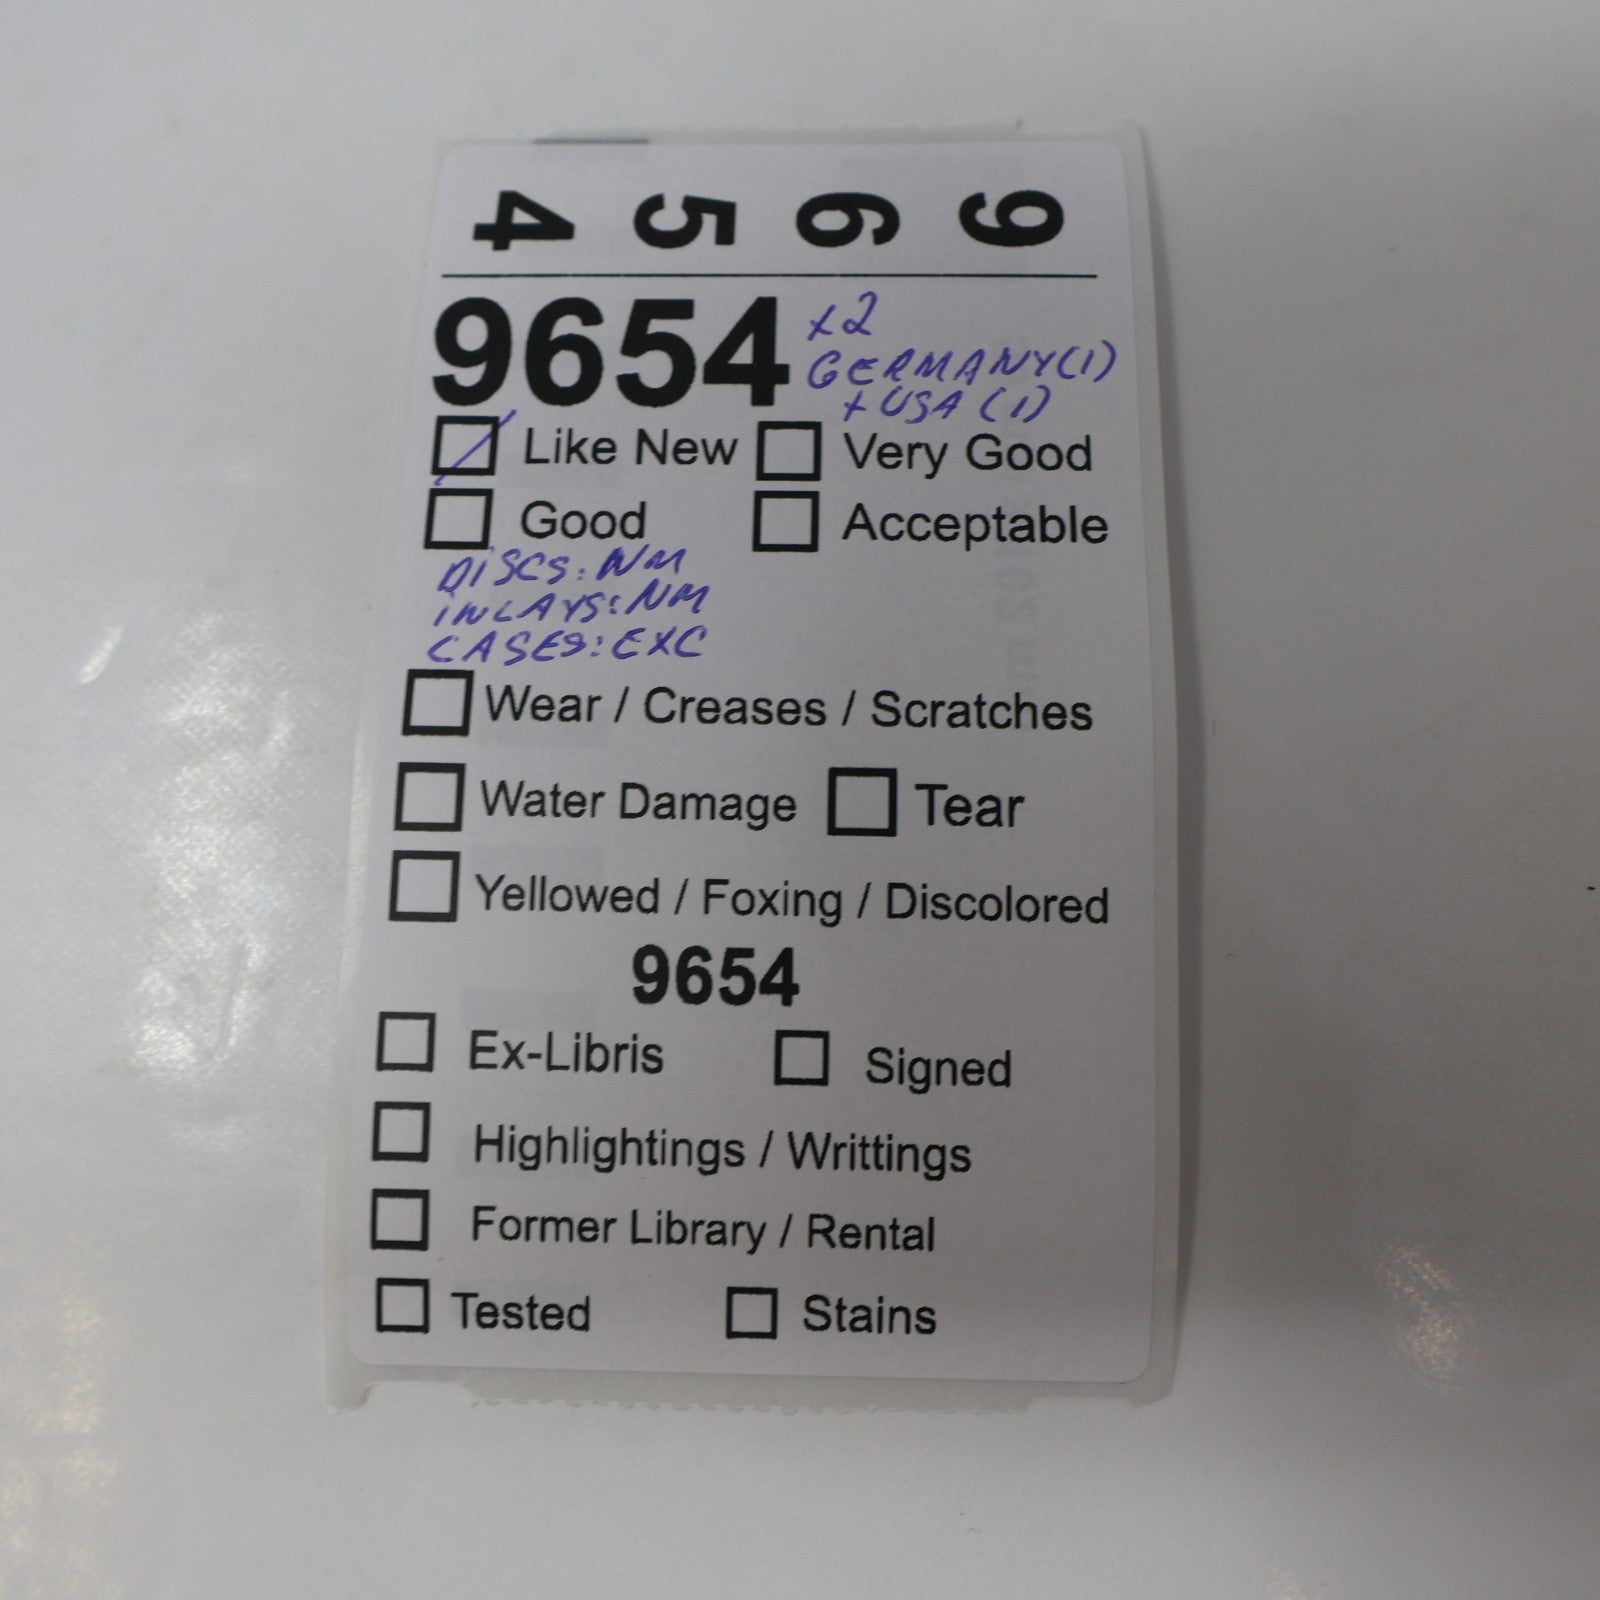 9 6 5 4
9654 x2
GERMANY(1)
+ USA (1)
Like New Very Good
Good Acceptable
DISCS: NM
INLAYS: NM
CASES: EXC
Wear / Creases / Scratches
Water Damage Tear
Yellowed / Foxing / Discolored
9654
Ex-Libris Signed
Highlightings / Writtings
Former Library / Rental
Tested Stains